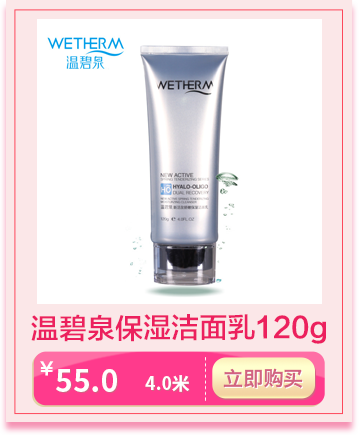 WETHERM
温碧泉
WETHERM
NEW ACTIVE
HYALO-OLIGO
DUAL RECOVERY
温碧泉保湿洁面乳120g
¥55.0
4.0米
立即购买